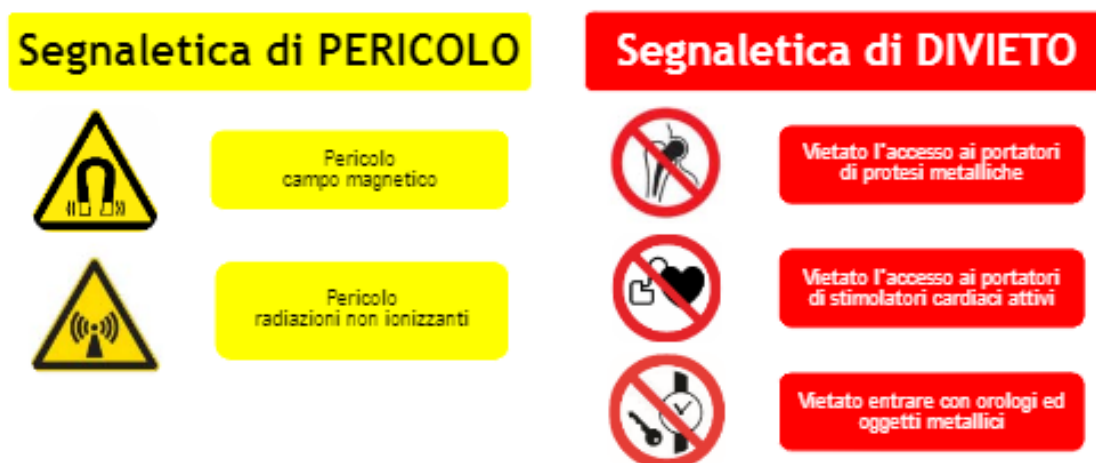 Segnaletica di PERICOLO
Pericolo
campo magnetico
Pericolo
radiazioni non ionizzanti
Segnaletica di DIVIETO
Vietato l'accesso ai portatori
di protesi metalliche
Vietato l'accesso ai portatori
di stimolatori cardiaci attivi
Vietato entrare con orologi ed
oggetti metallici